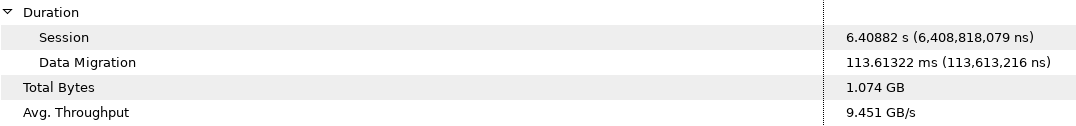 Duration
Session 6.40882 s (6,408,818,079 ns)
Data Migration 113.61322 ms (113,613,216 ns)
Total Bytes 1.074 GB
Avg. Throughput 9.451 GB/s